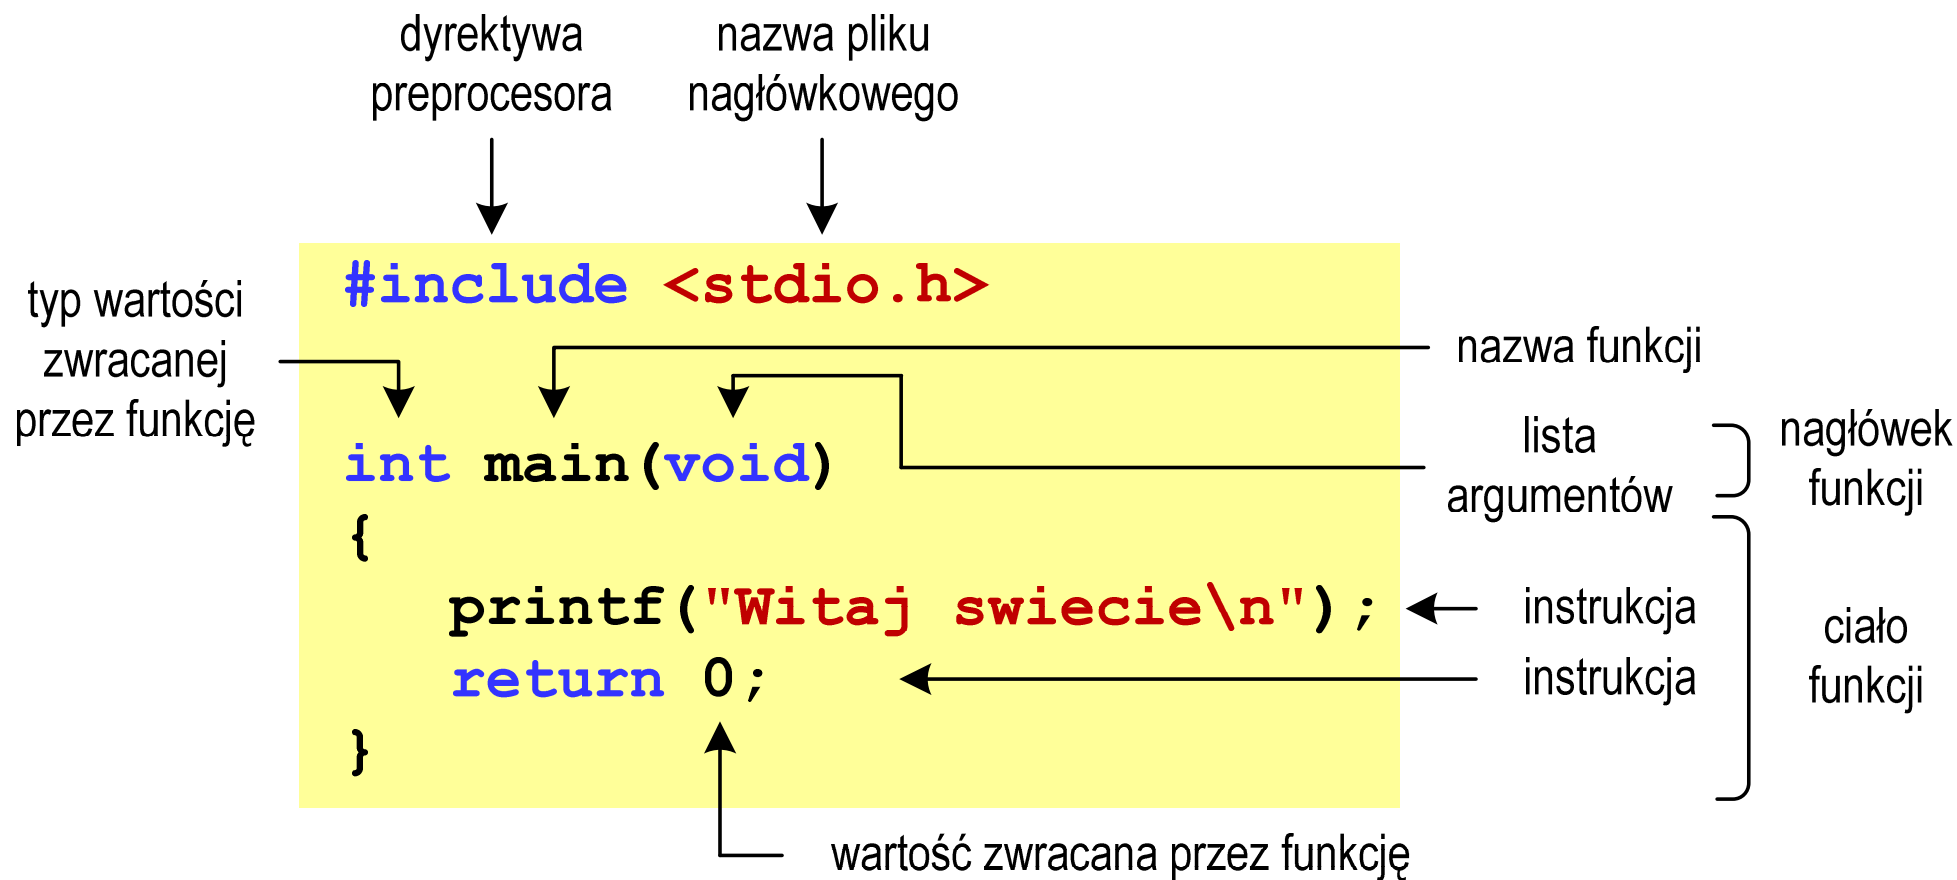 dyrektywa
preprocesora
nazwa pliku
nagłówkowego
#include <stdio.h>
typ wartości
zwracanej
przez funkcję
nazwa funkcji
int main(void)
lista
argumentów
nagłówek
funkcji
{
printf("Witaj swiecie\n");
instrukcja
return 0;
instrukcja
ciało
funkcji
}
wartość zwracana przez funkcję